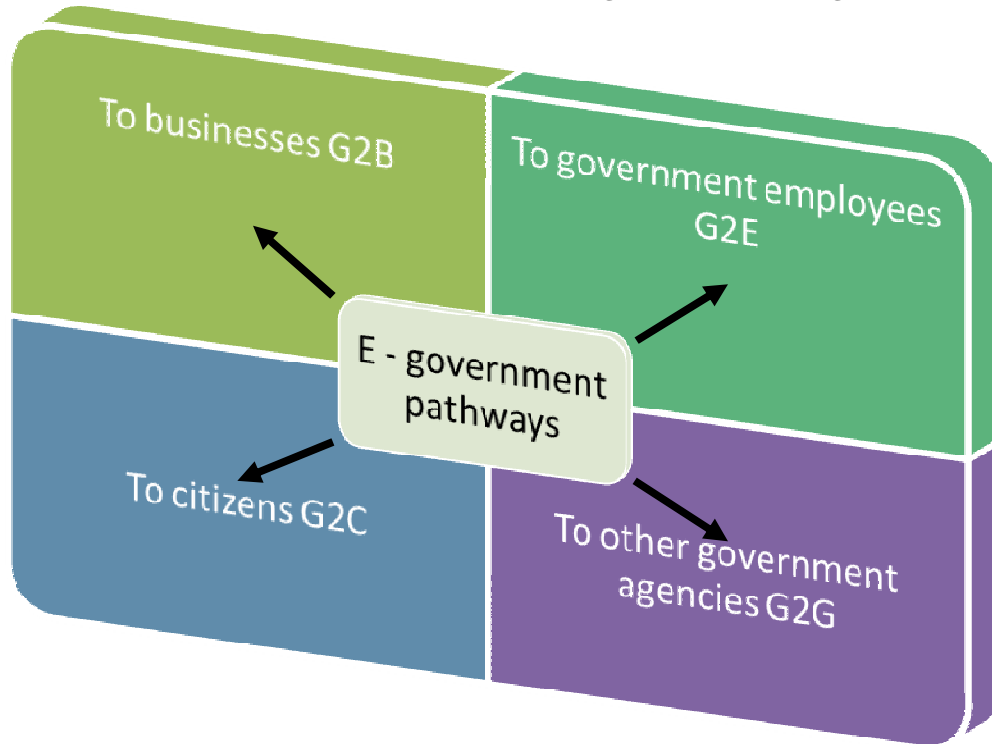 To businesses G2B
To government employees
G2E
E - government
pathways
To citizens G2C
To other government
agencies G2G